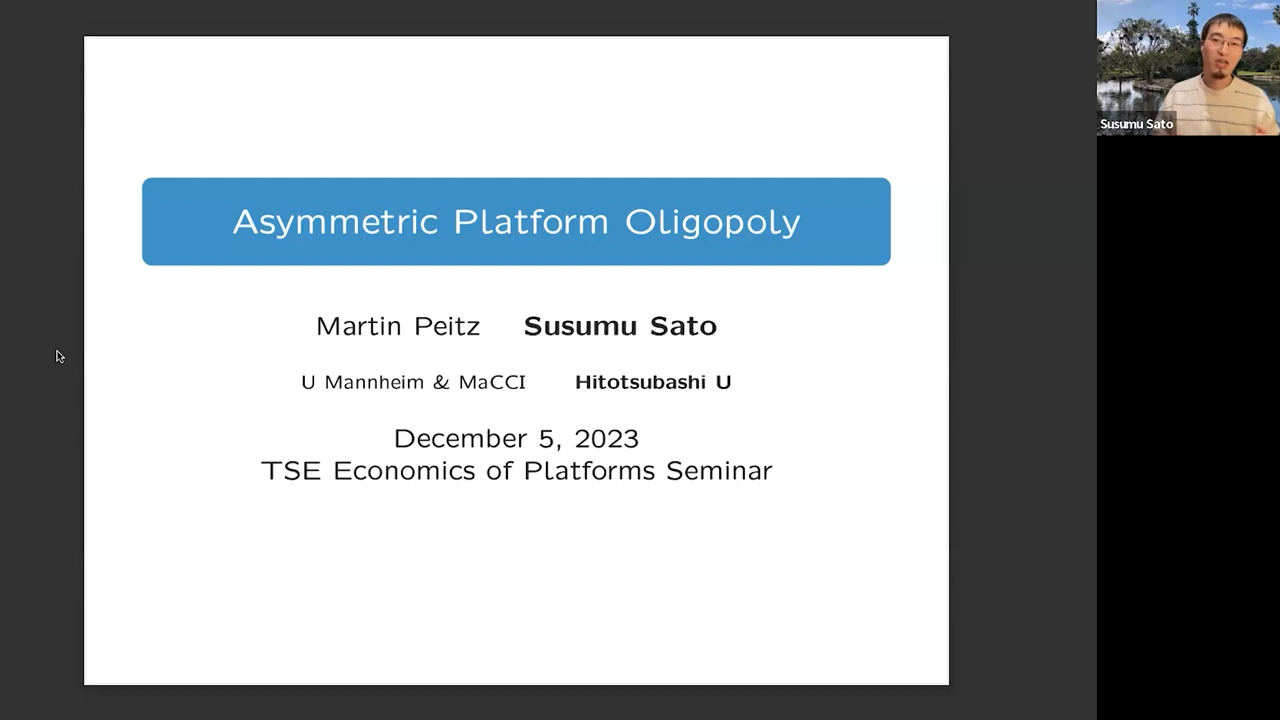 Asymmetric Platform Oligopoly
Martin Peitz Susumu Sato
U Mannheim & MaCCI Hitotsubashi U
December 5, 2023
TSE Economics of Platforms Seminar
Susumu Sato